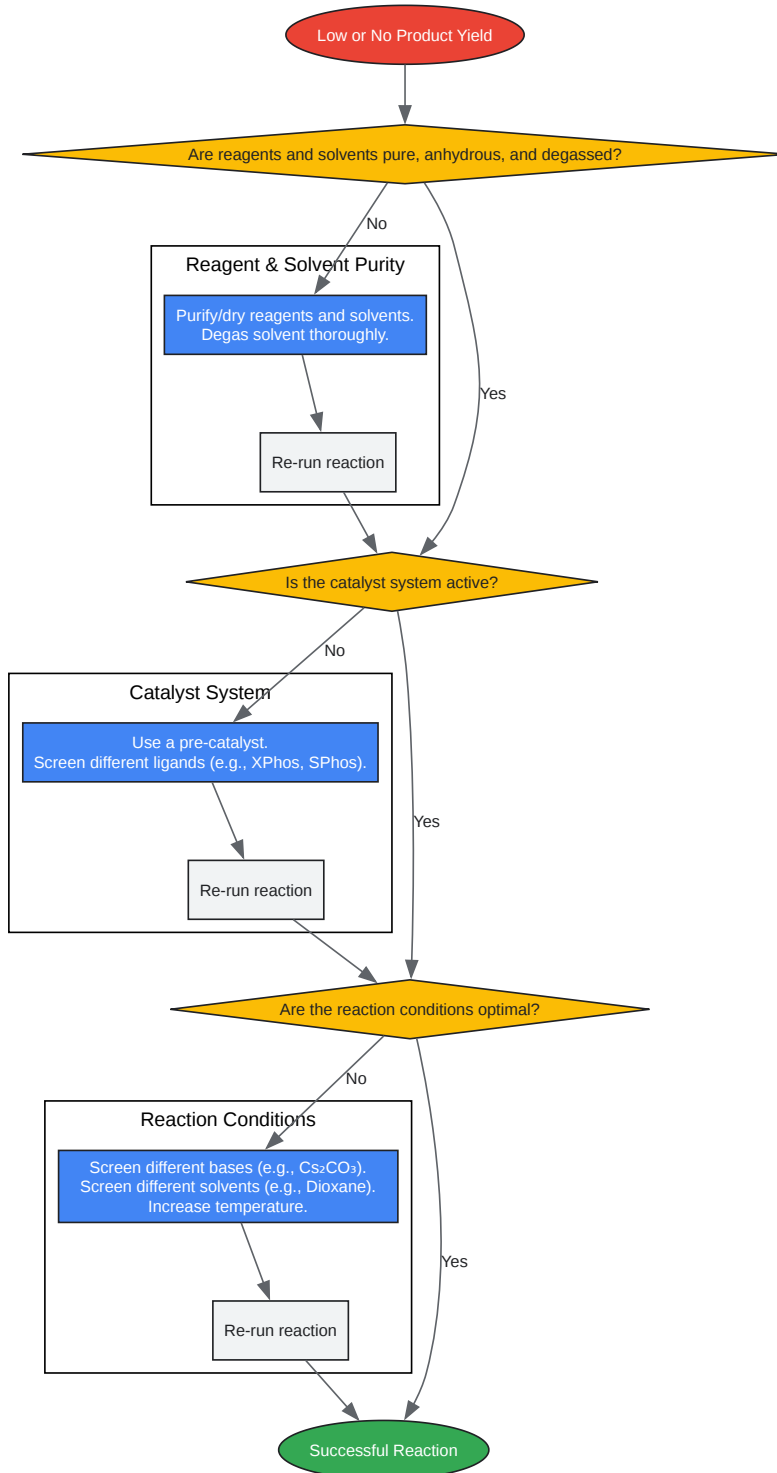 Low or No Product Yield
Are reagents and solvents pure, anhydrous, and degassed?
No
Reagent & Solvent Purity
Purify/dry reagents and solvents.
Degas solvent thoroughly.
Yes
Re-run reaction
Is the catalyst system active?
No
Catalyst System
Use a pre-catalyst.
Screen different ligands (e.g., XPhos, SPhos).
Yes
Re-run reaction
Are the reaction conditions optimal?
No
Reaction Conditions
Screen different bases (e.g., Cs₂CO₃).
Screen different solvents (e.g., Dioxane).
Increase temperature.
Yes
Re-run reaction
Successful Reaction